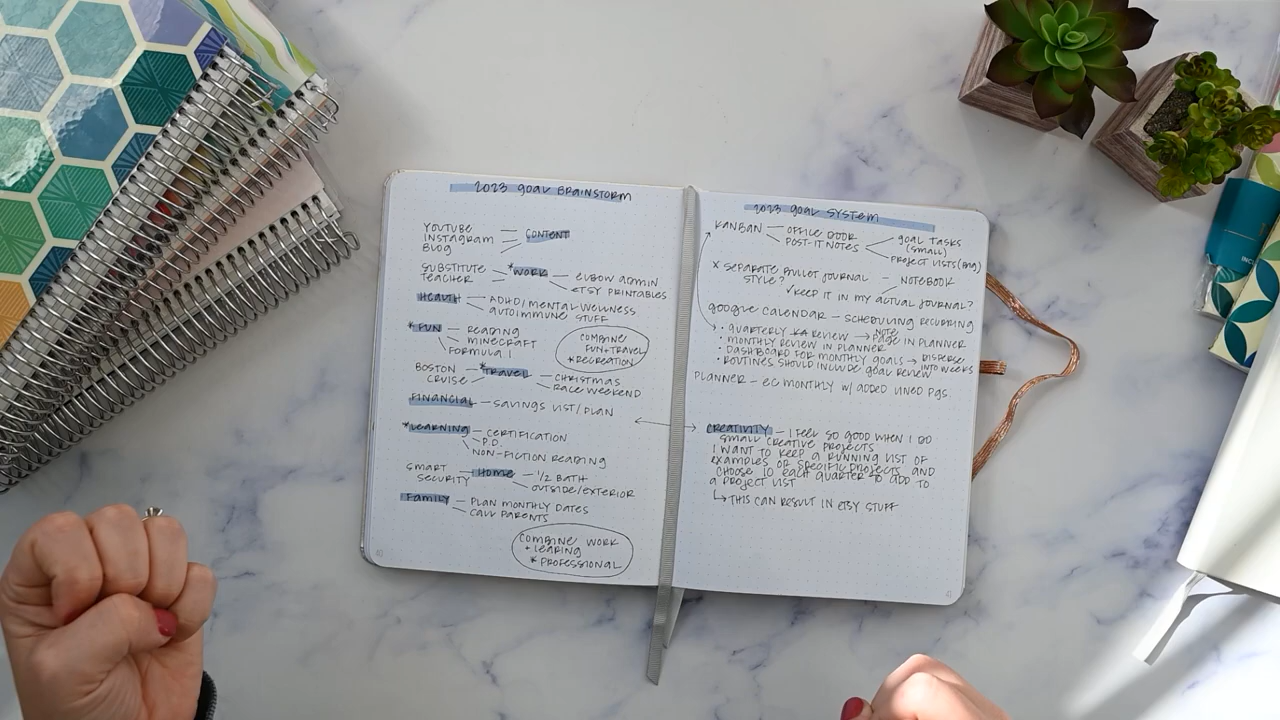 2023 GOAL BRAINSTORM
YOUTUBE
INSTAGRAM
BLOG
CONTENT
SUBSTITUTE
TEACHER
*WORK
ELBOW ADMIN
ETSY PRINTABLES
HEALTH
ADHD/MENTAL WELLNESS
AUTOIMMUNE STUFF
*FUN
READING
MINECRAFT
FORMULA 1
COMBINE
FUN+TRAVEL
*RECREATION
BOSTON
CRUISE
*TRAVEL
CHRISTMAS
RACE WEEKEND
FINANCIAL
SAVINGS LIST/PLAN
*LEARNING
CERTIFICATION
P.D.
NON-FICTION READING
SMART
SECURITY
HOME
1/2 BATH
OUTSIDE/EXTERIOR
FAMILY
PLAN MONTHLY DATES
CALL PARENTS
COMBINE WORK
+ LEARING
* PROFESSIONAL
2023 GOAL SYSTEM
KANBAN
OFFICE DOOR
POST-IT NOTES
GOAL TASKS
(SMALL)
PROJECT LISTS (BIG)
* SEPARATE BULLET JOURNAL
STYLE?
NOTEBOOK
✓KEEP IT IN MY ACTUAL JOURNAL?
GOOGLE CALENDAR – SCHEDULING RECURRING
• QUARTERLY KA REVIEW → NOTE PAGE IN PLANNER
• MONTHLY REVIEW IN PLANNER
• DASHBOARD FOR MONTHLY GOALS → DISPERSE INTO WEEKS
• ROUTINES SHOULD INCLUDE GOAL REVIEW
PLANNER – EC MONTHLY W/ ADDED LINED PGS.
CREATIVITY – I FEEL SO GOOD WHEN I DO
SMALL CREATIVE PROJECTS
I WANT TO KEEP A RUNNING LIST OF
EXAMPLES OR SPECIFIC PROJECTS AND
CHOOSE 10 EACH QUARTER TO ADD TO
A PROJECT LIST
↳ THIS CAN RESULT IN ETSY STUFF